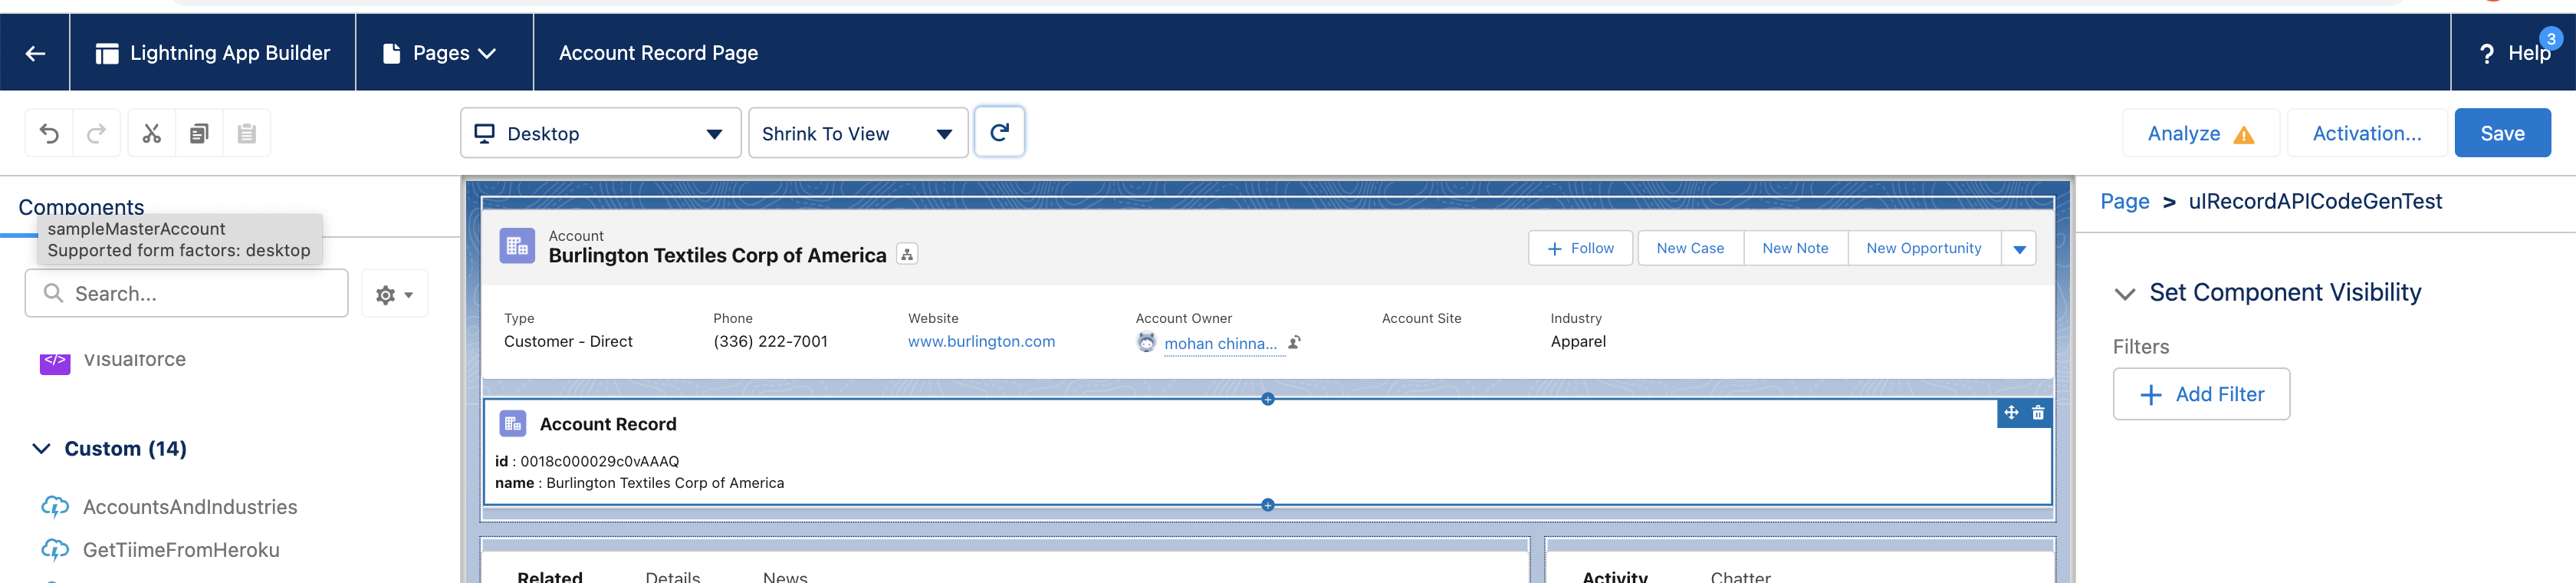 Lightning App Builder
Pages
Account Record Page
? Help
3
Desktop
Shrink To View
Analyze
Activation...
Save
Components
sampleMasterAccount
Supported form factors: desktop
Search...
Visualforce
Custom (14)
AccountsAndIndustries
GetTiimeFromHeroku
Account
Burlington Textiles Corp of America
Follow
New Case
New Note
New Opportunity
Type
Customer - Direct
Phone
(336) 222-7001
Website
www.burlington.com
Account Owner
mohan chinna...
Account Site
Industry
Apparel
Account Record
id : 0018c000029c0vAAAQ
name : Burlington Textiles Corp of America
Related
Details
News
Activity
Chatter
Page > uIRecordAPICodeGenTest
Set Component Visibility
Filters
Add Filter